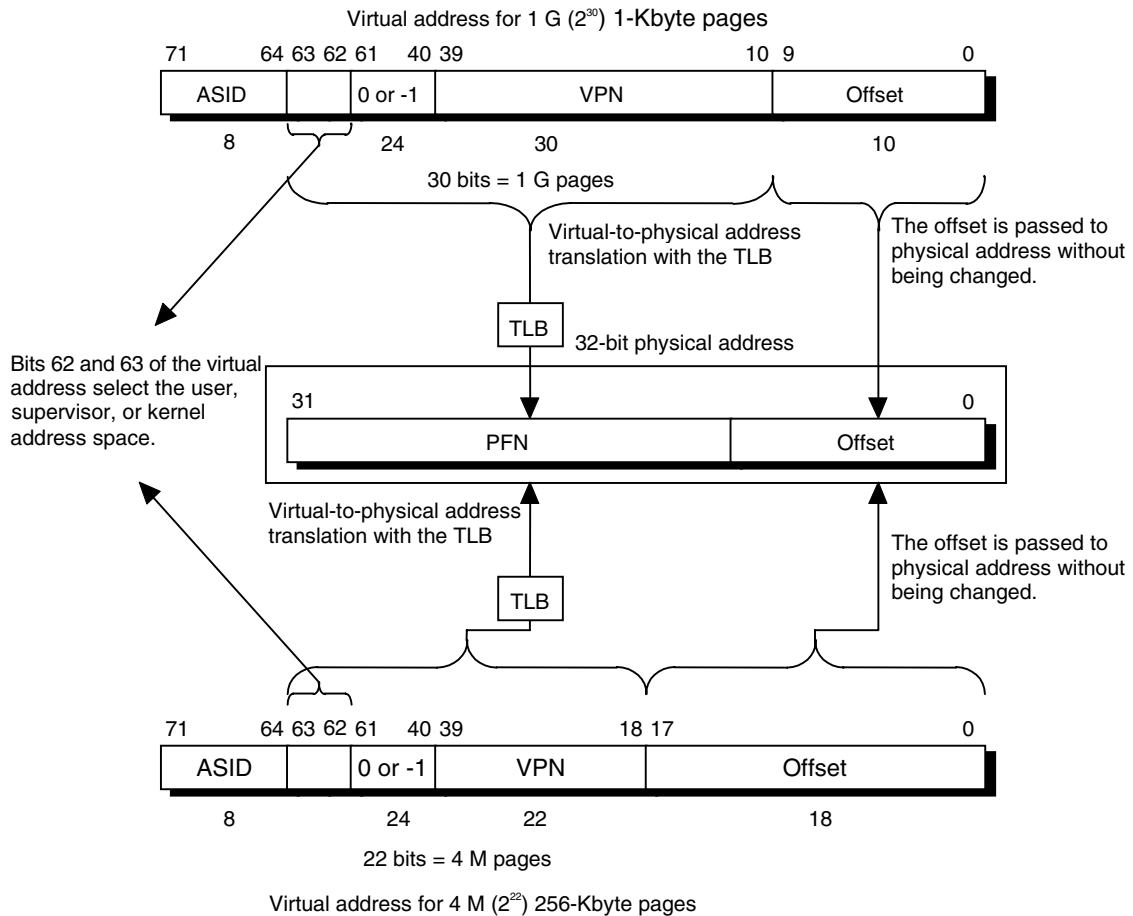 Virtual address for 1 G (2³⁰) 1-Kbyte pages
71 64 63 62 61 40 39 10 9 0
ASID 0 or -1 VPN Offset
8 24 30 10
30 bits = 1 G pages
Virtual-to-physical address
translation with the TLB
The offset is passed to
physical address without
being changed.
TLB
32-bit physical address
Bits 62 and 63 of the virtual
address select the user,
supervisor, or kernel
address space.
31 0
PFN Offset
Virtual-to-physical address
translation with the TLB
The offset is passed to
physical address without
being changed.
TLB
71 64 63 62 61 40 39 18 17 0
ASID 0 or -1 VPN Offset
8 24 22 18
22 bits = 4 M pages
Virtual address for 4 M (2²²) 256-Kbyte pages